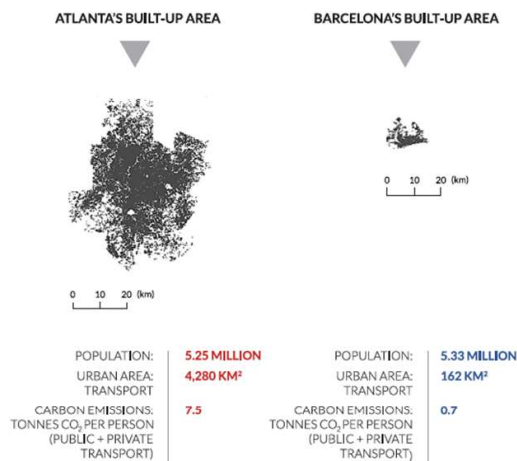 ATLANTA'S BUILT-UP AREA
BARCELONA'S BUILT-UP AREA
0 10 20 (km)
0 10 20 (km)
POPULATION: 5.25 MILLION
URBAN AREA: 4,280 KM²
TRANSPORT
CARBON EMISSIONS: 7.5
TONNES CO₂ PER PERSON
(PUBLIC + PRIVATE
TRANSPORT)
POPULATION: 5.33 MILLION
URBAN AREA: 162 KM²
TRANSPORT
CARBON EMISSIONS: 0.7
TONNES CO₂ PER PERSON
(PUBLIC + PRIVATE
TRANSPORT)